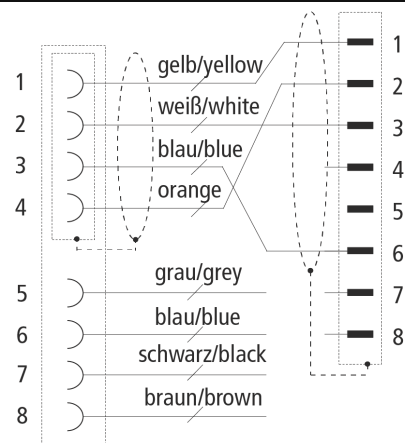 1 gelb/yellow 1
2 weiß/white 2
3 blau/blue 3
4 orange 4
5
6
5 grau/grey 7
6 blau/blue 8
7 schwarz/black
8 braun/brown